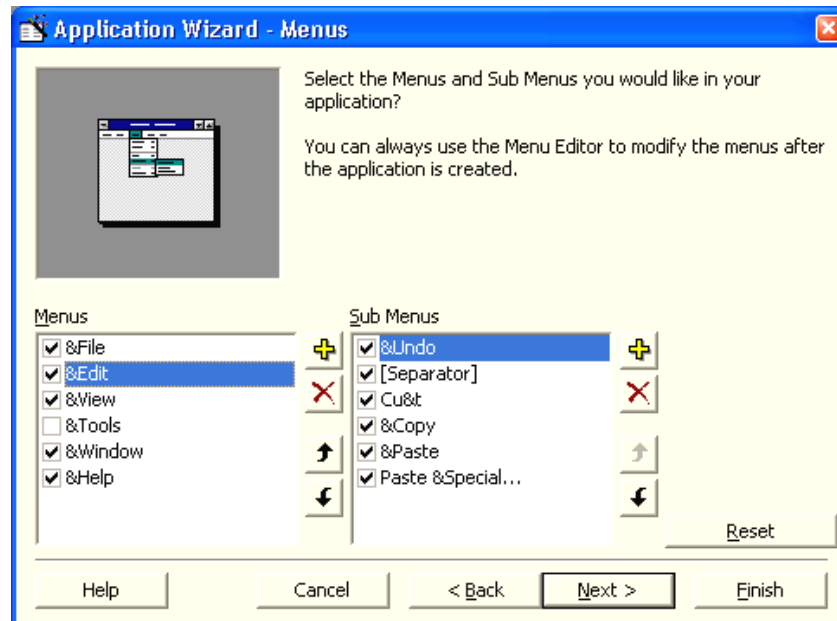 Application Wizard - Menus
Select the Menus and Sub Menus you would like in your
application?
You can always use the Menu Editor to modify the menus after
the application is created.
Menus
&File
&Edit
&View
&Tools
&Window
&Help
Sub Menus
&Undo
[Separator]
Cu&t
&Copy
&Paste
Paste &Special...
Reset
Help
Cancel
< Back
Next >
Finish